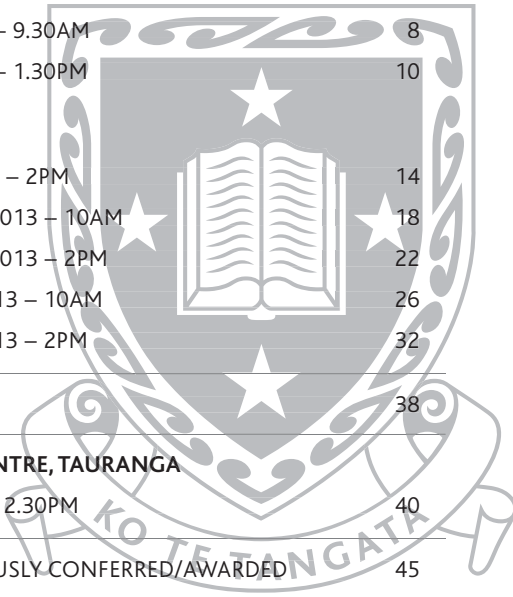 – 9.30AM 8
– 1.30PM 10
– 2PM 14
013 – 10AM 18
013 – 2PM 22
13 – 10AM 26
13 – 2PM 32
38
NTRE, TAURANGA
2.30PM 40
KO TE TANGATA
USLY CONFERRED/AWARDED 45